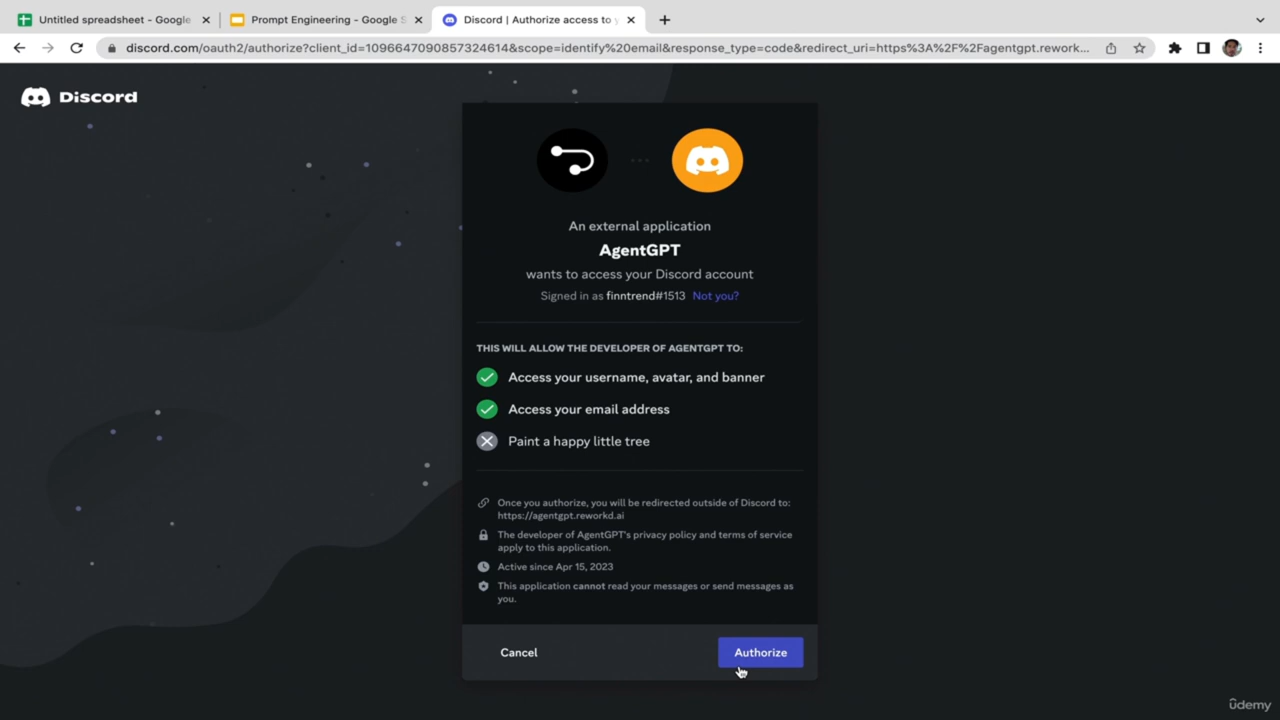 Untitled spreadsheet - Google
Prompt Engineering - Google S
Discord | Authorize access to y
discord.com/oauth2/authorize?client_id=1096647090857324614&scope=identify%20email&response_type=code&redirect_uri=https%3A%2F%2Fagentgpt.rework...
Discord
An external application
AgentGPT
wants to access your Discord account
Signed in as finntrend#1513 Not you?
THIS WILL ALLOW THE DEVELOPER OF AGENTGPT TO:
Access your username, avatar, and banner
Access your email address
Paint a happy little tree
Once you authorize, you will be redirected outside of Discord to:
https://agentgpt.reworkd.ai
The developer of AgentGPT's privacy policy and terms of service
apply to this application.
Active since Apr 15, 2023
This application cannot read your messages or send messages as
you.
Cancel
Authorize
ûdemy